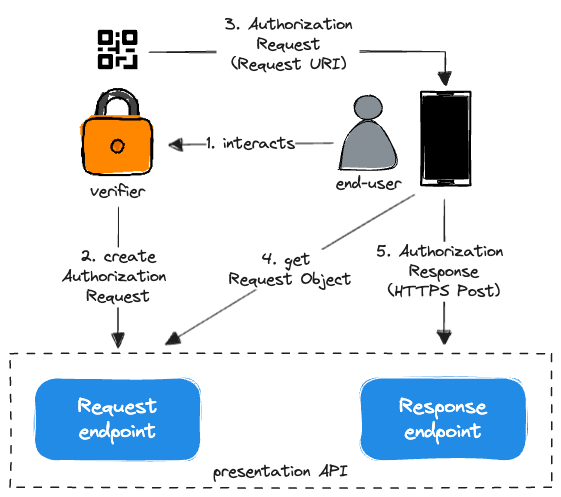 3. Authorization
Request
(Request URI)
1. interacts
verifier
end-user
2. create
Authorization
Request
4. get
Request Object
5. Authorization
Response
(HTTPS Post)
Request
endpoint
Response
endpoint
presentation API